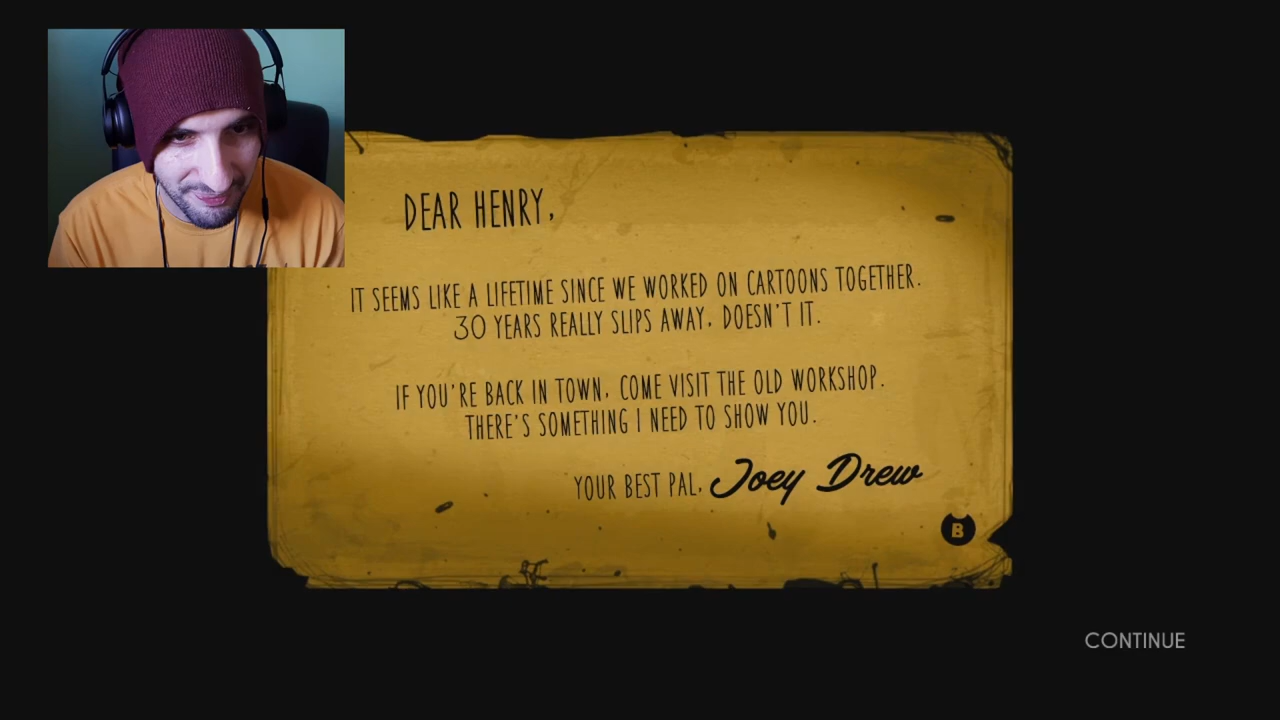 DEAR HENRY,
IT SEEMS LIKE A LIFETIME SINCE WE WORKED ON CARTOONS TOGETHER.
30 YEARS REALLY SLIPS AWAY, DOESN'T IT.
IF YOU'RE BACK IN TOWN, COME VISIT THE OLD WORKSHOP.
THERE'S SOMETHING I NEED TO SHOW YOU.
YOUR BEST PAL, Joey Drew
B
CONTINUE